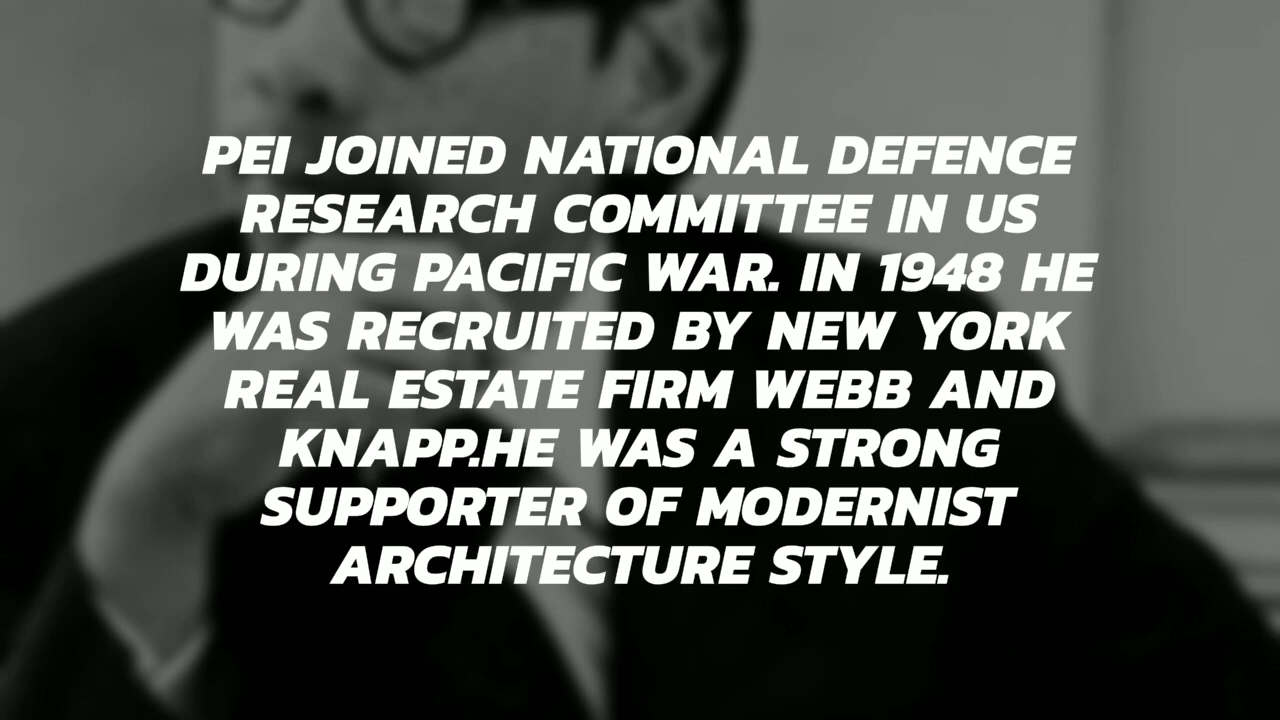 PEI JOINED NATIONAL DEFENCE
RESEARCH COMMITTEE IN US
DURING PACIFIC WAR. IN 1948 HE
WAS RECRUITED BY NEW YORK
REAL ESTATE FIRM WEBB AND
KNAPP.HE WAS A STRONG
SUPPORTER OF MODERNIST
ARCHITECTURE STYLE.